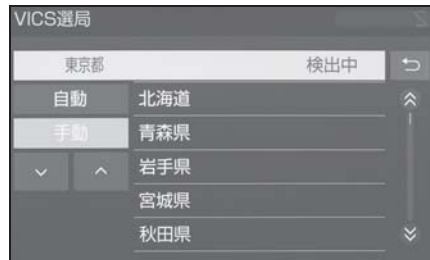 VICS選局
東京都 検出中
自動 北海道
手動 青森県
岩手県
宮城県
秋田県